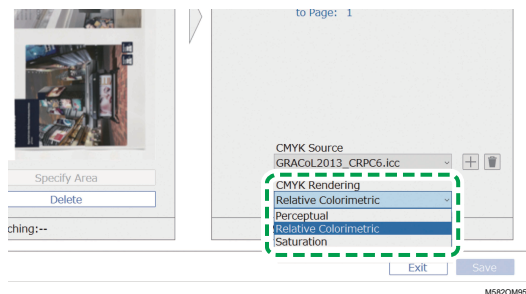 to Page: 1
CMYK Source
GRACoL2013_CRPC6.icc
CMYK Rendering
Relative Colorimetric
Perceptual
Relative Colorimetric
Saturation
Specify Area
Delete
ching:--
Exit
Save
M582OM95